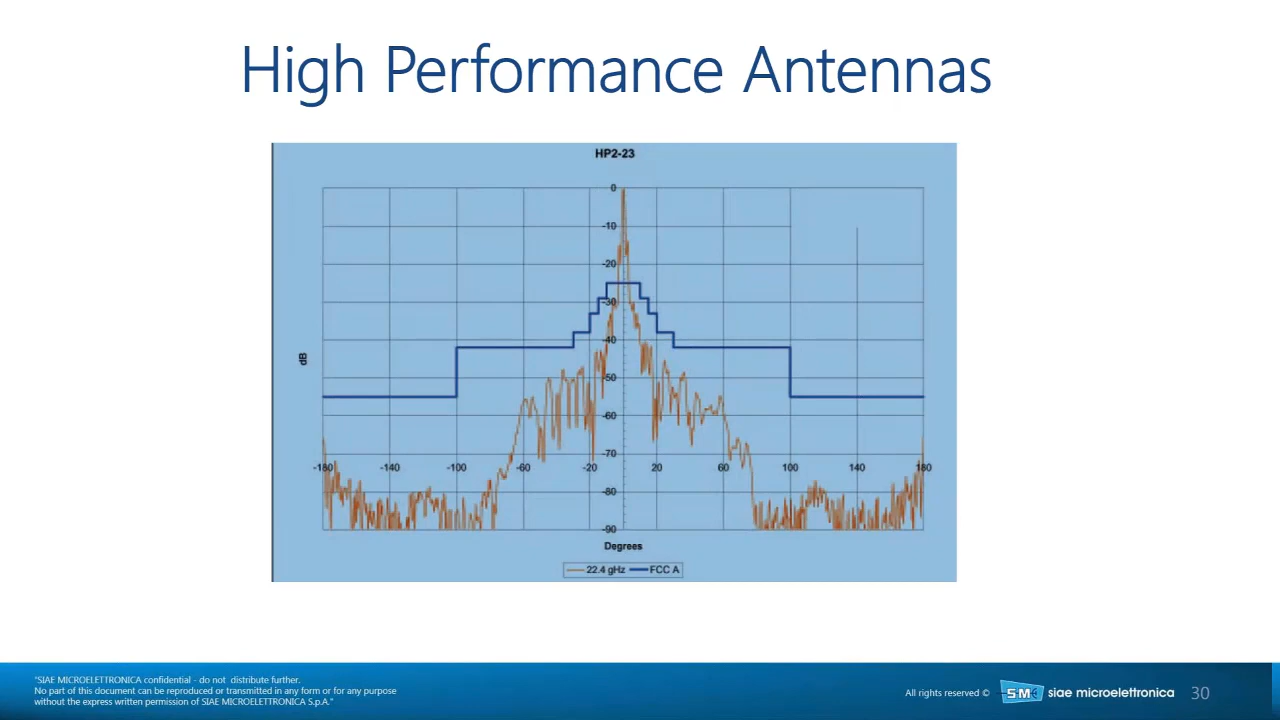 High Performance Antennas
HP2-23
0
-10
-20
-30
-40
-50
-60
-70
-80
-90
dB
-180 -140 -100 -60 -20 20 60 100 140 180
Degrees
22.4 gHz FCC A
"SIAE MICROELETTRONICA confidential - do not distribute further.
No part of this document can be reproduced or transmitted in any form or for any purpose
without the express written permission of SIAE MICROELETTRONICA S.p.A."
All rights reserved © SM siae microelettronica 30